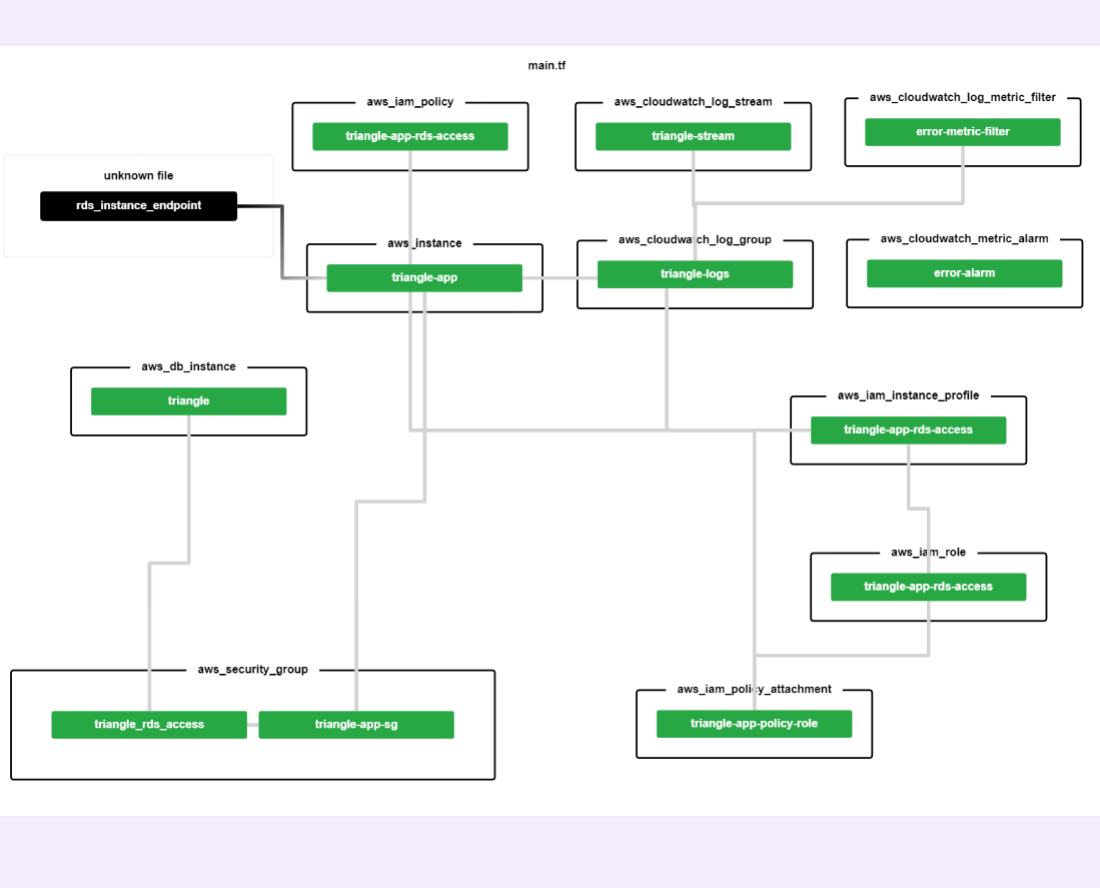 main.tf
aws_iam_policy
triangle-app-rds-access
aws_cloudwatch_log_stream
triangle-stream
aws_cloudwatch_log_metric_filter
error-metric-filter
unknown file
rds_instance_endpoint
aws_instance
triangle-app
aws_cloudwatch_log_group
triangle-logs
aws_cloudwatch_metric_alarm
error-alarm
aws_db_instance
triangle
aws_iam_instance_profile
triangle-app-rds-access
aws_iam_role
triangle-app-rds-access
aws_security_group
triangle_rds_access
triangle-app-sg
aws_iam_policy_attachment
triangle-app-policy-role